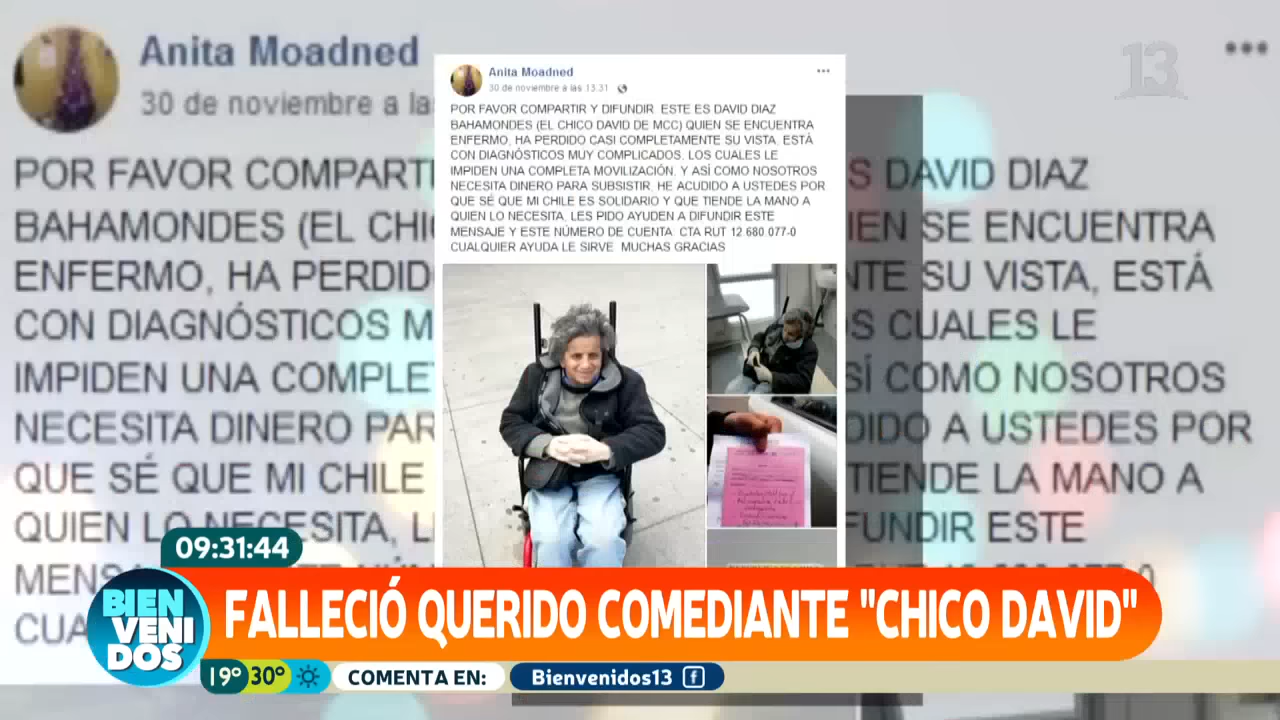 Anita Moadned
30 de noviembre a la
POR FAVOR COMPARTI
BAHAMONDES (EL CHI
ENFERMO, HA PERDID
CON DIAGNÓSTICOS M
IMPIDEN UNA COMPLE
NECESITA DINERO PAR
QUE SÉ QUE MI CHILE
QUIEN LO NECESITA, L
MENSA
CUA
S DAVID DIAZ
IEN SE ENCUENTRA
NTE SU VISTA, ESTÁ
OS CUALES LE
SÍ COMO NOSOTROS
DIDO A USTEDES POR
TIENDE LA MANO A
FUNDIR ESTE
Anita Moadned
30 de noviembre a las 13:31
POR FAVOR COMPARTIR Y DIFUNDIR. ESTE ES DAVID DIAZ
BAHAMONDES (EL CHICO DAVID DE MCC) QUIEN SE ENCUENTRA
ENFERMO, HA PERDIDO CASI COMPLETAMENTE SU VISTA, ESTÁ
CON DIAGNÓSTICOS MUY COMPLICADOS, LOS CUALES LE
IMPIDEN UNA COMPLETA MOVILIZACIÓN. Y ASÍ COMO NOSOTROS
NECESITA DINERO PARA SUBSISTIR. HE ACUDIDO A USTEDES POR
QUE SÉ QUE MI CHILE ES SOLIDARIO Y QUE TIENDE LA MANO A
QUIEN LO NECESITA, LES PIDO AYUDEN A DIFUNDIR ESTE
MENSAJE Y ESTE NÚMERO DE CUENTA: CTA RUT 12.680.077-0
CUALQUIER AYUDA LE SIRVE. MUCHAS GRACIAS
13
09:31:44
BIEN
VENI
DOS
FALLECIÓ QUERIDO COMEDIANTE "CHICO DAVID"
19° 30°
COMENTA EN:
Bienvenidos13 f